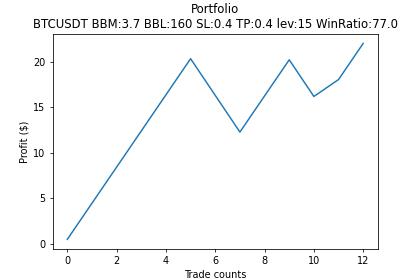 Portfolio
BTCUSDT BBM:3.7 BBL:160 SL:0.4 TP:0.4 lev:15 WinRatio:77.0
20
15
10
5
0
Profit ($)
0 2 4 6 8 10 12
Trade counts